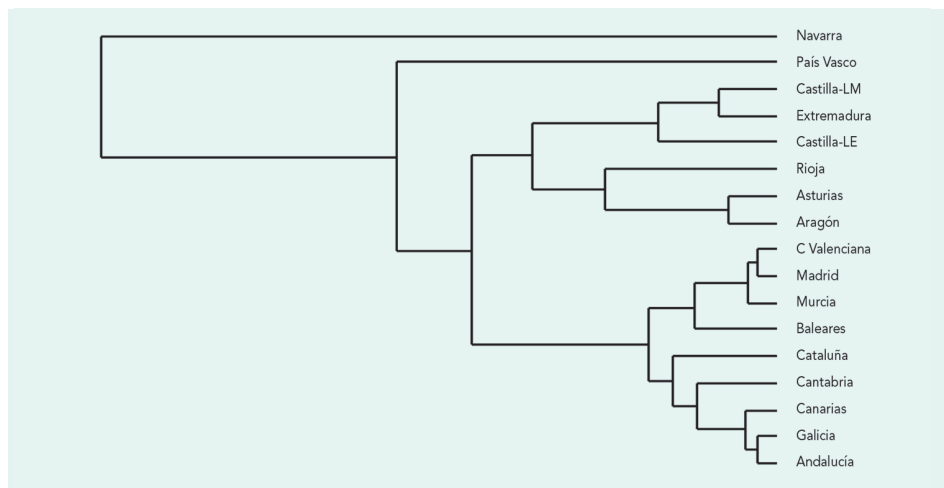 Navarra
País Vasco
Castilla-LM
Extremadura
Castilla-LE
Rioja
Asturias
Aragón
C Valenciana
Madrid
Murcia
Baleares
Cataluña
Cantabria
Canarias
Galicia
Andalucía